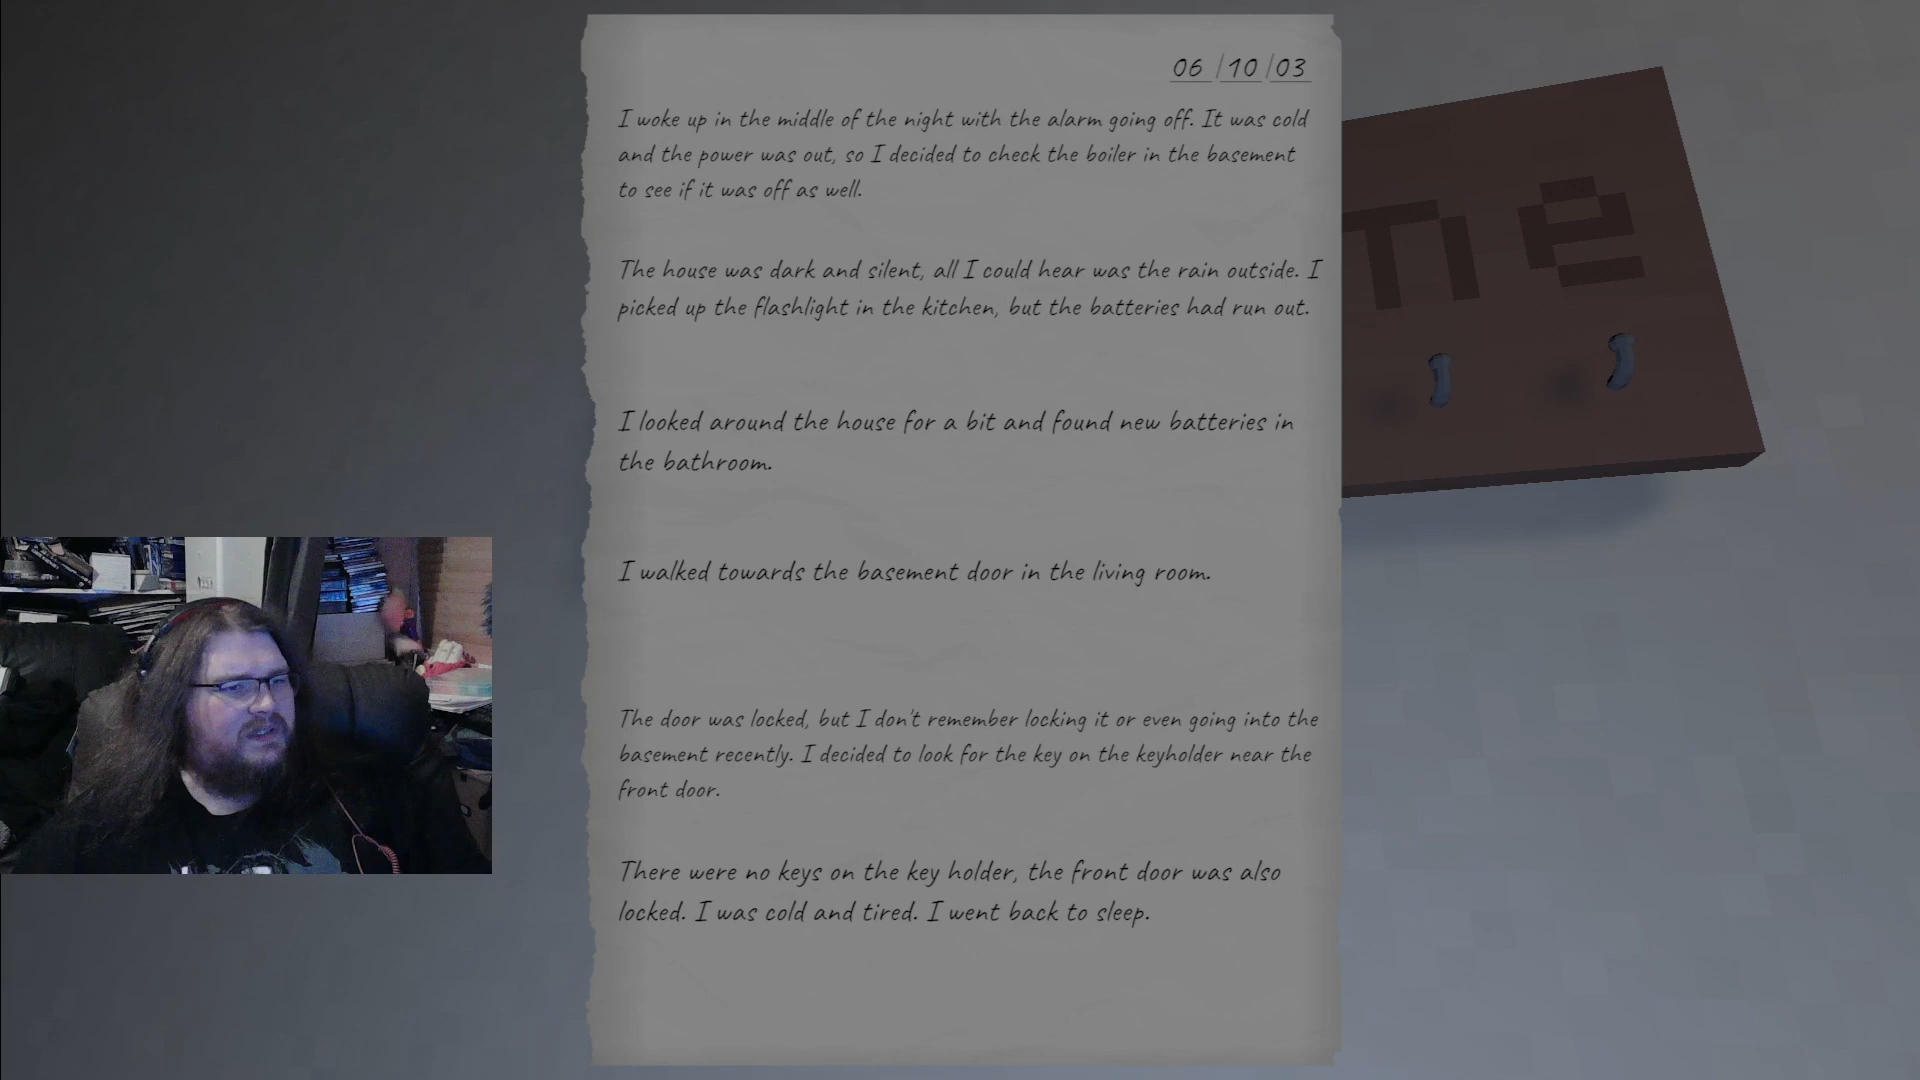 06/10/03
I woke up in the middle of the night with the alarm going off. It was cold
and the power was out, so I decided to check the boiler in the basement
to see if it was off as well.
The house was dark and silent, all I could hear was the rain outside. I
picked up the flashlight in the kitchen, but the batteries had run out.
I looked around the house for a bit and found new batteries in
the bathroom.
I walked towards the basement door in the living room.
The door was locked, but I don't remember locking it or even going into the
basement recently. I decided to look for the key on the keyholder near the
front door.
There were no keys on the key holder, the front door was also
locked. I was cold and tired. I went back to sleep.